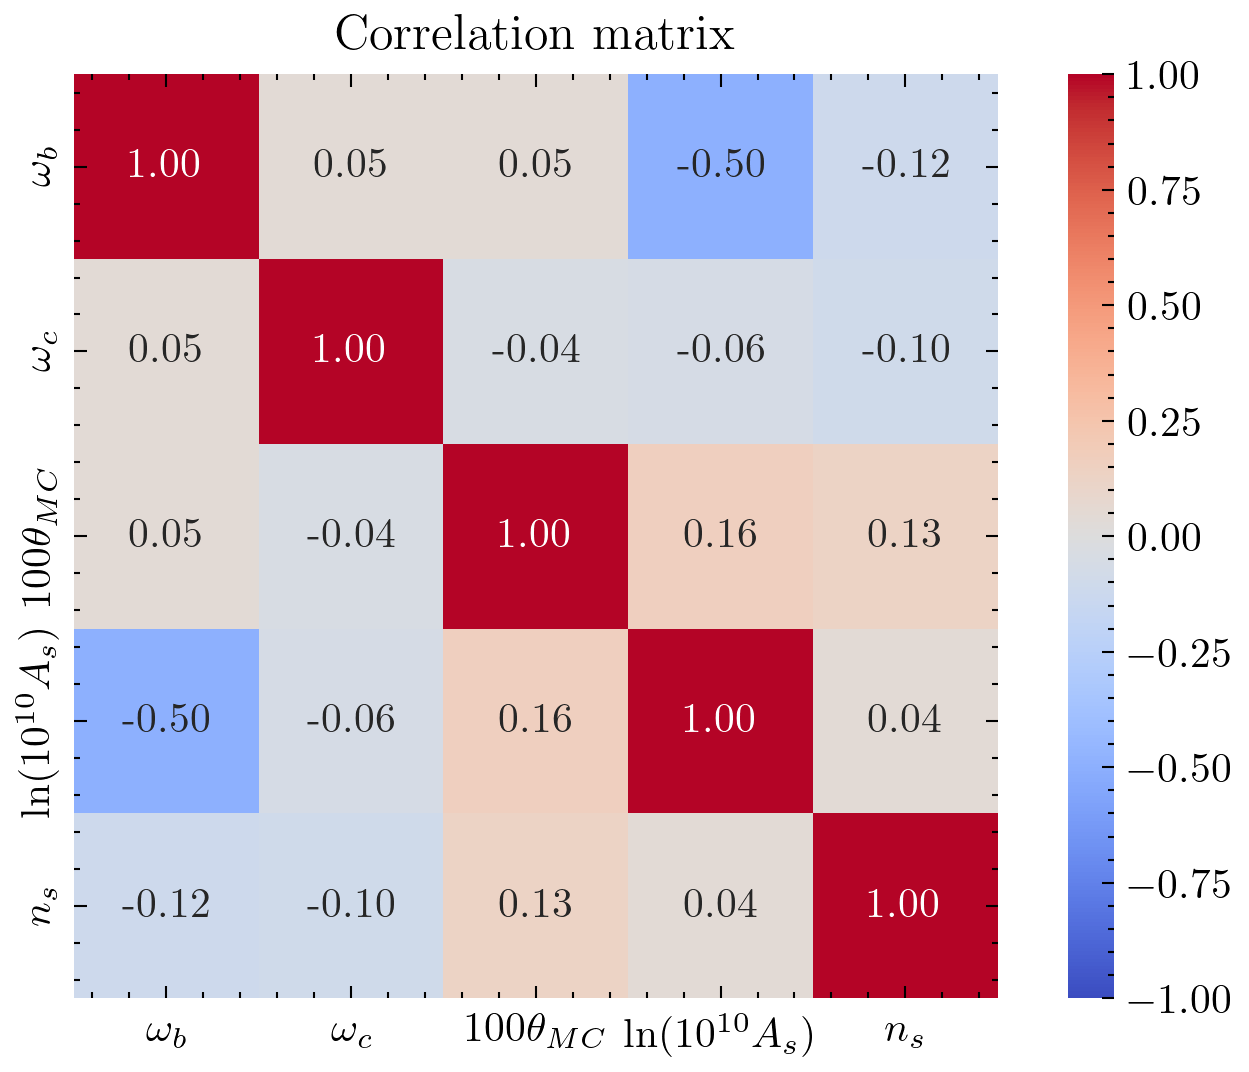 Correlation matrix
ω_b 1.00 0.05 0.05 -0.50 -0.12
ω_c 0.05 1.00 -0.04 -0.06 -0.10
100θ_MC 0.05 -0.04 1.00 0.16 0.13
ln(10^10 A_s) -0.50 -0.06 0.16 1.00 0.04
n_s -0.12 -0.10 0.13 0.04 1.00
ω_b ω_c 100θ_MC ln(10^10 A_s) n_s
1.00
0.75
0.50
0.25
0.00
−0.25
−0.50
−0.75
−1.00